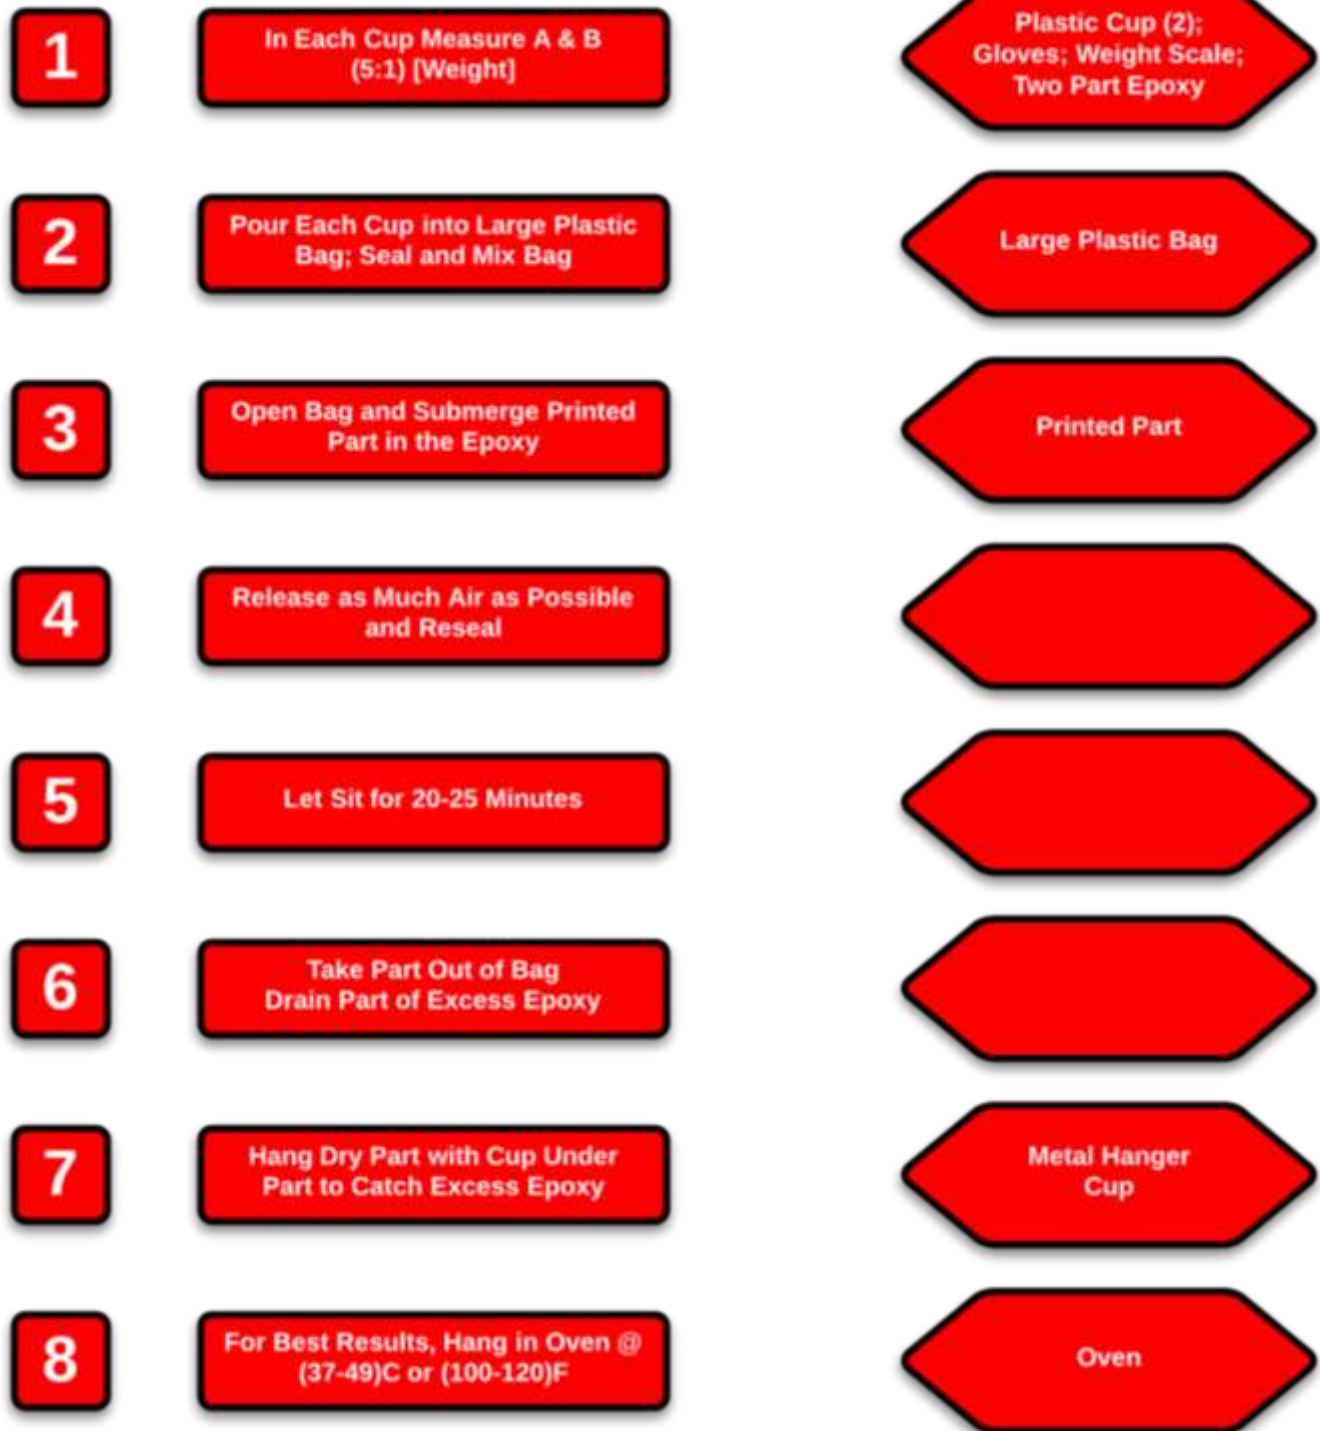 1
In Each Cup Measure A & B
(5:1) [Weight]
Plastic Cup (2);
Gloves; Weight Scale;
Two Part Epoxy
2
Pour Each Cup into Large Plastic
Bag; Seal and Mix Bag
Large Plastic Bag
3
Open Bag and Submerge Printed
Part in the Epoxy
Printed Part
4
Release as Much Air as Possible
and Reseal
5
Let Sit for 20-25 Minutes
6
Take Part Out of Bag
Drain Part of Excess Epoxy
7
Hang Dry Part with Cup Under
Part to Catch Excess Epoxy
Metal Hanger
Cup
8
For Best Results, Hang in Oven @
(37-49)C or (100-120)F
Oven